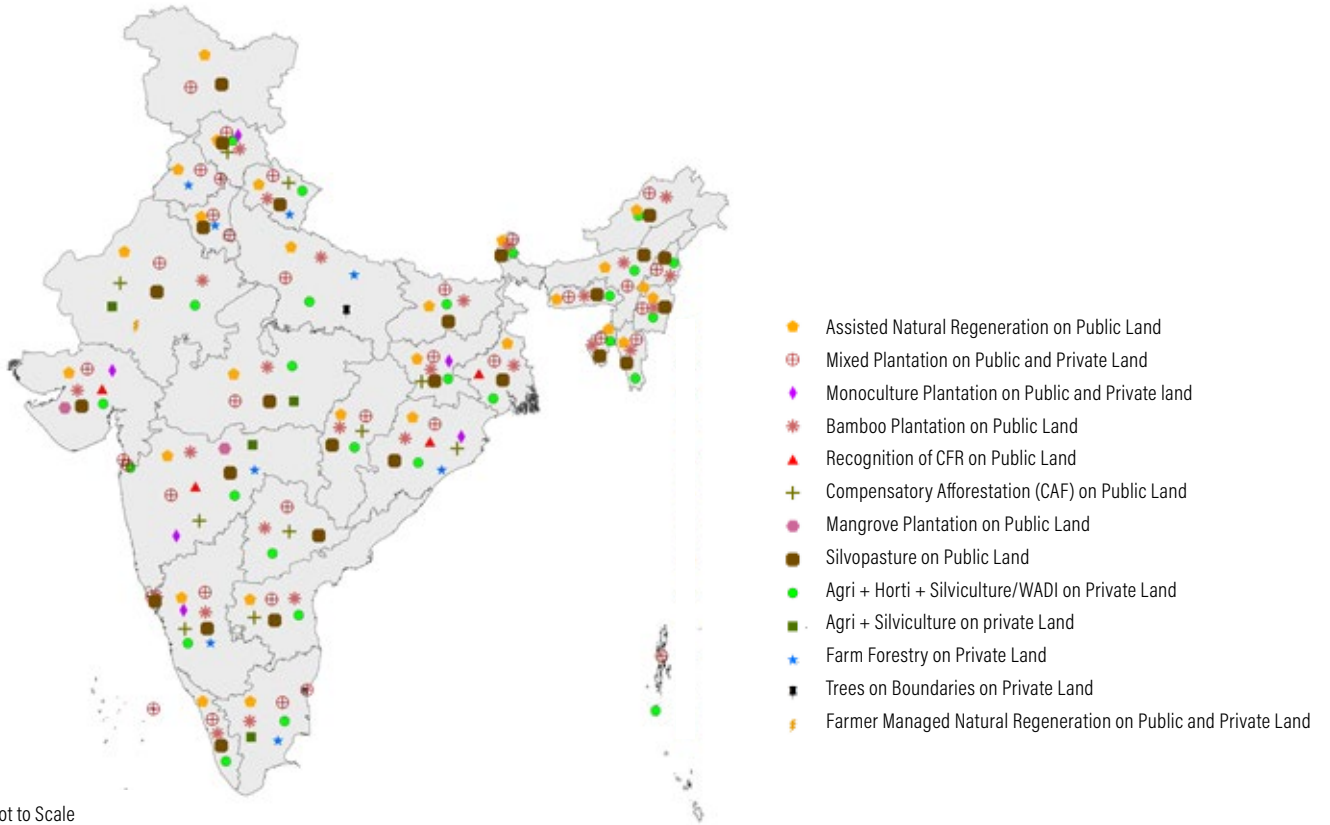 Assisted Natural Regeneration on Public Land
Mixed Plantation on Public and Private Land
Monoculture Plantation on Public and Private land
Bamboo Plantation on Public Land
Recognition of CFR on Public Land
Compensatory Afforestation (CAF) on Public Land
Mangrove Plantation on Public Land
Silvopasture on Public Land
Agri + Horti + Silviculture/WADI on Private Land
Agri + Silviculture on private Land
Farm Forestry on Private Land
Trees on Boundaries on Private Land
Farmer Managed Natural Regeneration on Public and Private Land
ot to Scale